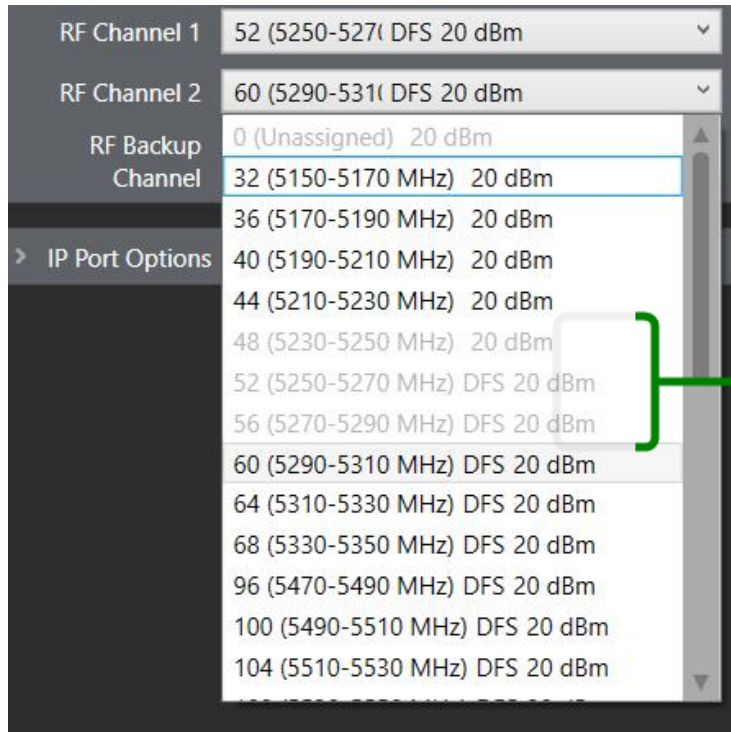 RF Channel 1
52 (5250-527( DFS 20 dBm
RF Channel 2
60 (5290-531( DFS 20 dBm
RF Backup
Channel
0 (Unassigned) 20 dBm
32 (5150-5170 MHz) 20 dBm
36 (5170-5190 MHz) 20 dBm
40 (5190-5210 MHz) 20 dBm
44 (5210-5230 MHz) 20 dBm
48 (5230-5250 MHz) 20 dBm
52 (5250-5270 MHz) DFS 20 dBm
56 (5270-5290 MHz) DFS 20 dBm
60 (5290-5310 MHz) DFS 20 dBm
64 (5310-5330 MHz) DFS 20 dBm
68 (5330-5350 MHz) DFS 20 dBm
96 (5470-5490 MHz) DFS 20 dBm
100 (5490-5510 MHz) DFS 20 dBm
104 (5510-5530 MHz) DFS 20 dBm
IP Port Options